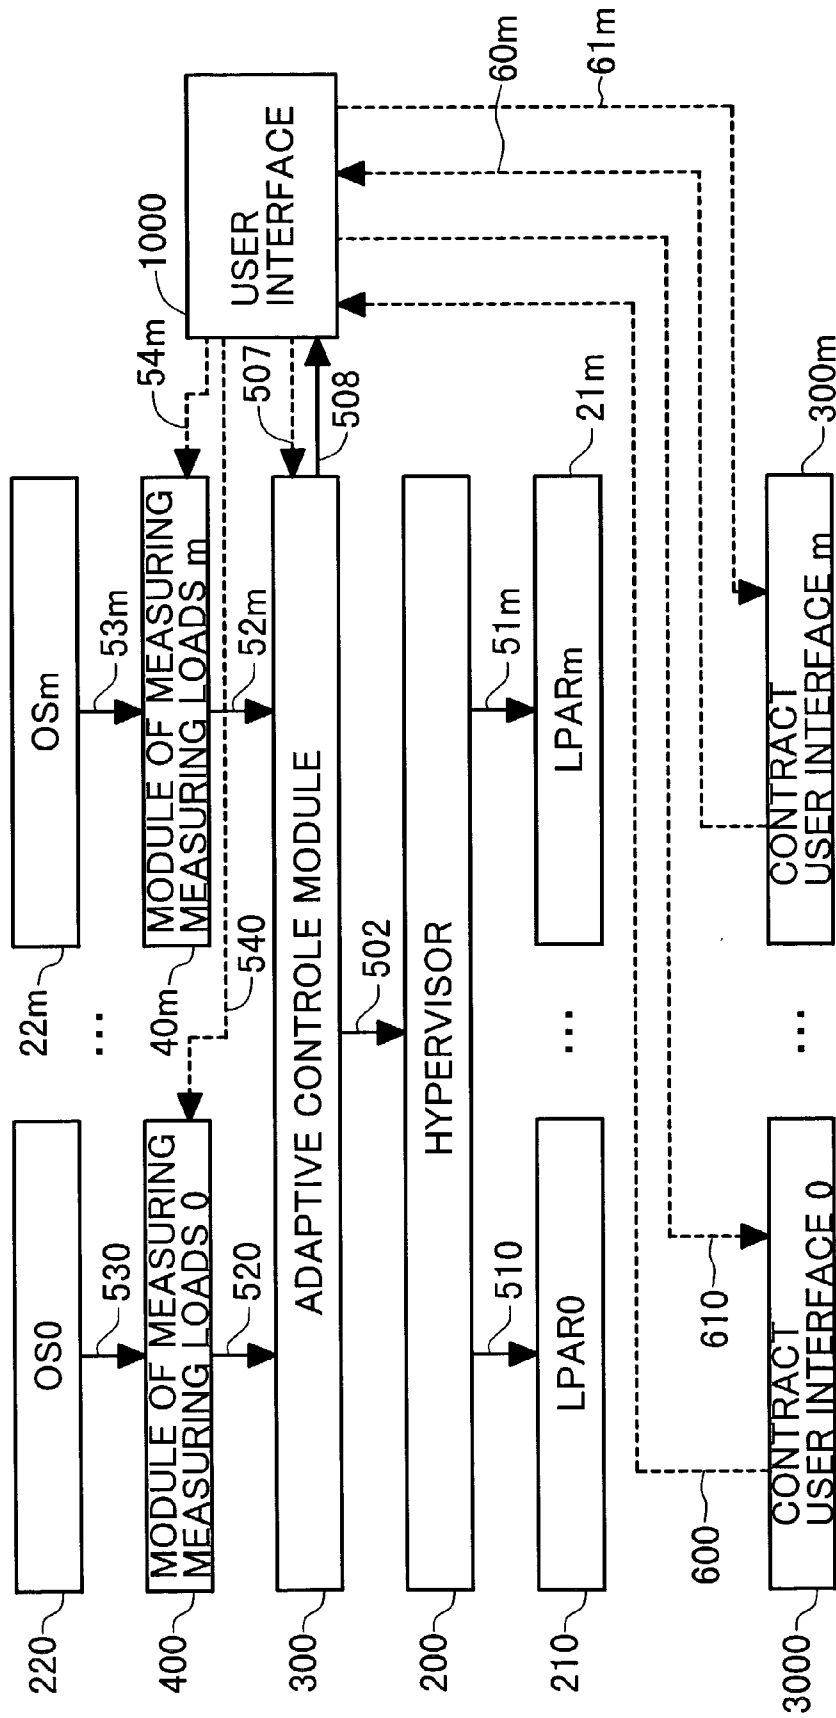 220
OS0
22m
OSm
...
530
53m
54m
1000
USER
INTERFACE
400
MODULE OF MEASURING
MEASURING LOADS 0
40m
MODULE OF MEASURING
MEASURING LOADS m
520
540
52m
507
508
300
ADAPTIVE CONTROLE MODULE
502
60m
61m
200
HYPERVISOR
510
51m
210
LPAR0
...
LPARm
21m
600
610
3000
CONTRACT
USER INTERFACE 0
...
CONTRACT
USER INTERFACE m
300m